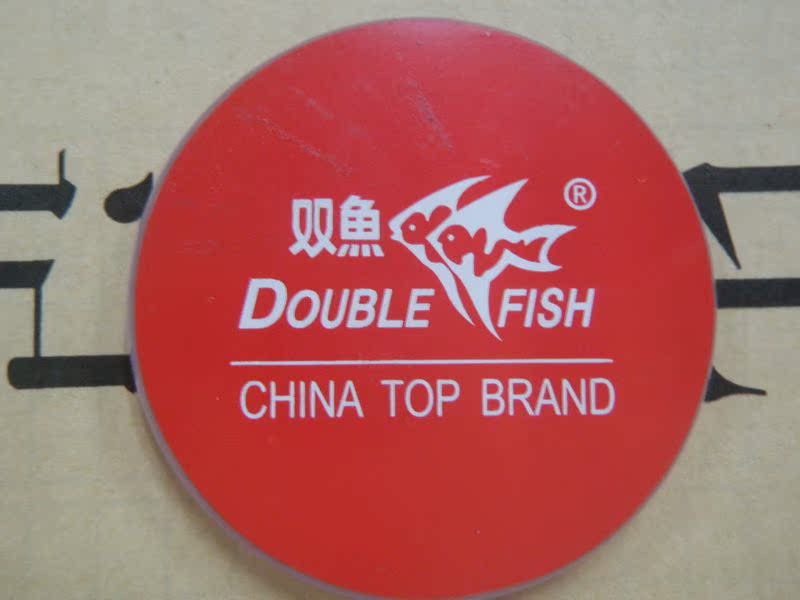 双魚 ®
DOUBLE FISH
CHINA TOP BRAND